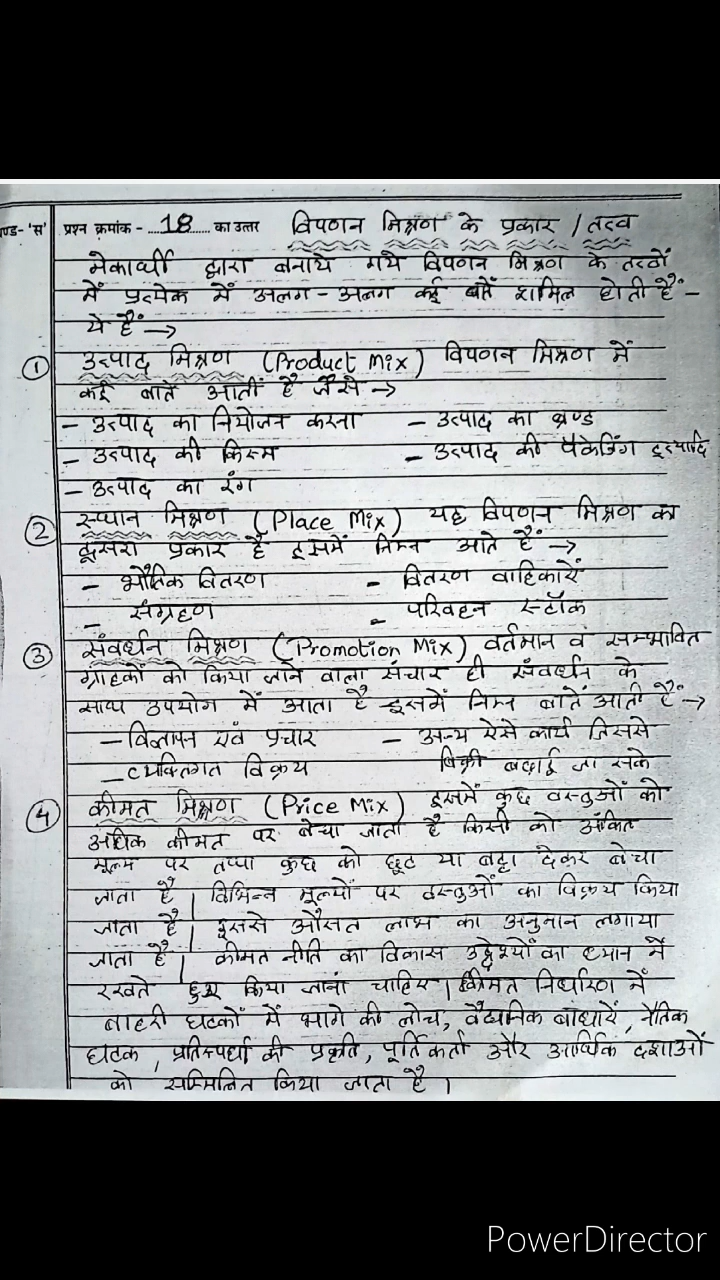 ण्ड- 'स' प्रश्न क्रमांक - 18 का उत्तर विपणन मिश्रण के प्रकार / तत्व
मेकार्थी द्वारा बनाये गये विपणन मिश्रण के तत्वों
में प्रत्येक में अलग - अलग कई बातें शामिल होती हैं -
ये हैं →
① उत्पाद मिश्रण (Product Mix) विपणन मिश्रण में
कई बातें आतीं हैं जैसे →
- उत्पाद का नियोजन करना - उत्पाद का ब्रण्ड
- उत्पाद की किस्म - उत्पाद की पैकेजिंग इत्यादि
- उत्पाद का रंग
② स्थान मिश्रण (Place Mix) यह विपणन मिश्रण का
दूसरा प्रकार है इसमें निम्न आते हैं →
- भौतिक वितरण - वितरण वाहिकायें
- संग्रहण - परिवहन स्टॉक
③ संवर्धन मिश्रण (Promotion Mix) वर्तमान व सम्भावित
ग्राहकों को किया जाने वाला संचार ही संवर्धन के
साथ उपयोग में आता है इसमें निम्न बातें आती हैं →
- विज्ञापन एवं प्रचार - अन्य ऐसे कार्य जिससे
- व्यक्तिगत विक्रय बिक्री बढ़ाई जा सके
④ कीमत मिश्रण (Price Mix) इसमें कुछ वस्तुओं को
अधिक कीमत पर बेचा जाता है किसी को अंकित
मूल्य पर तथा कुछ को छूट या बट्टा देकर बेचा
जाता है | विभिन्न मूल्यों पर वस्तुओं का विक्रय किया
जाता है | इससे औसत लाभ का अनुमान लगाया
जाता है | कीमत नीति का विकास उद्देश्यों का ध्यान में
रखते हुए किया जाना चाहिए | कीमत निर्धारण में
बाहरी घटकों में भागे की लोच, वैधानिक बाधायें, नैतिक
घटक, प्रतिस्पर्धा की प्रकृति, पूर्तिकर्ता और आर्थिक दशाओं
को सम्मिलित किया जाता है |
PowerDirector